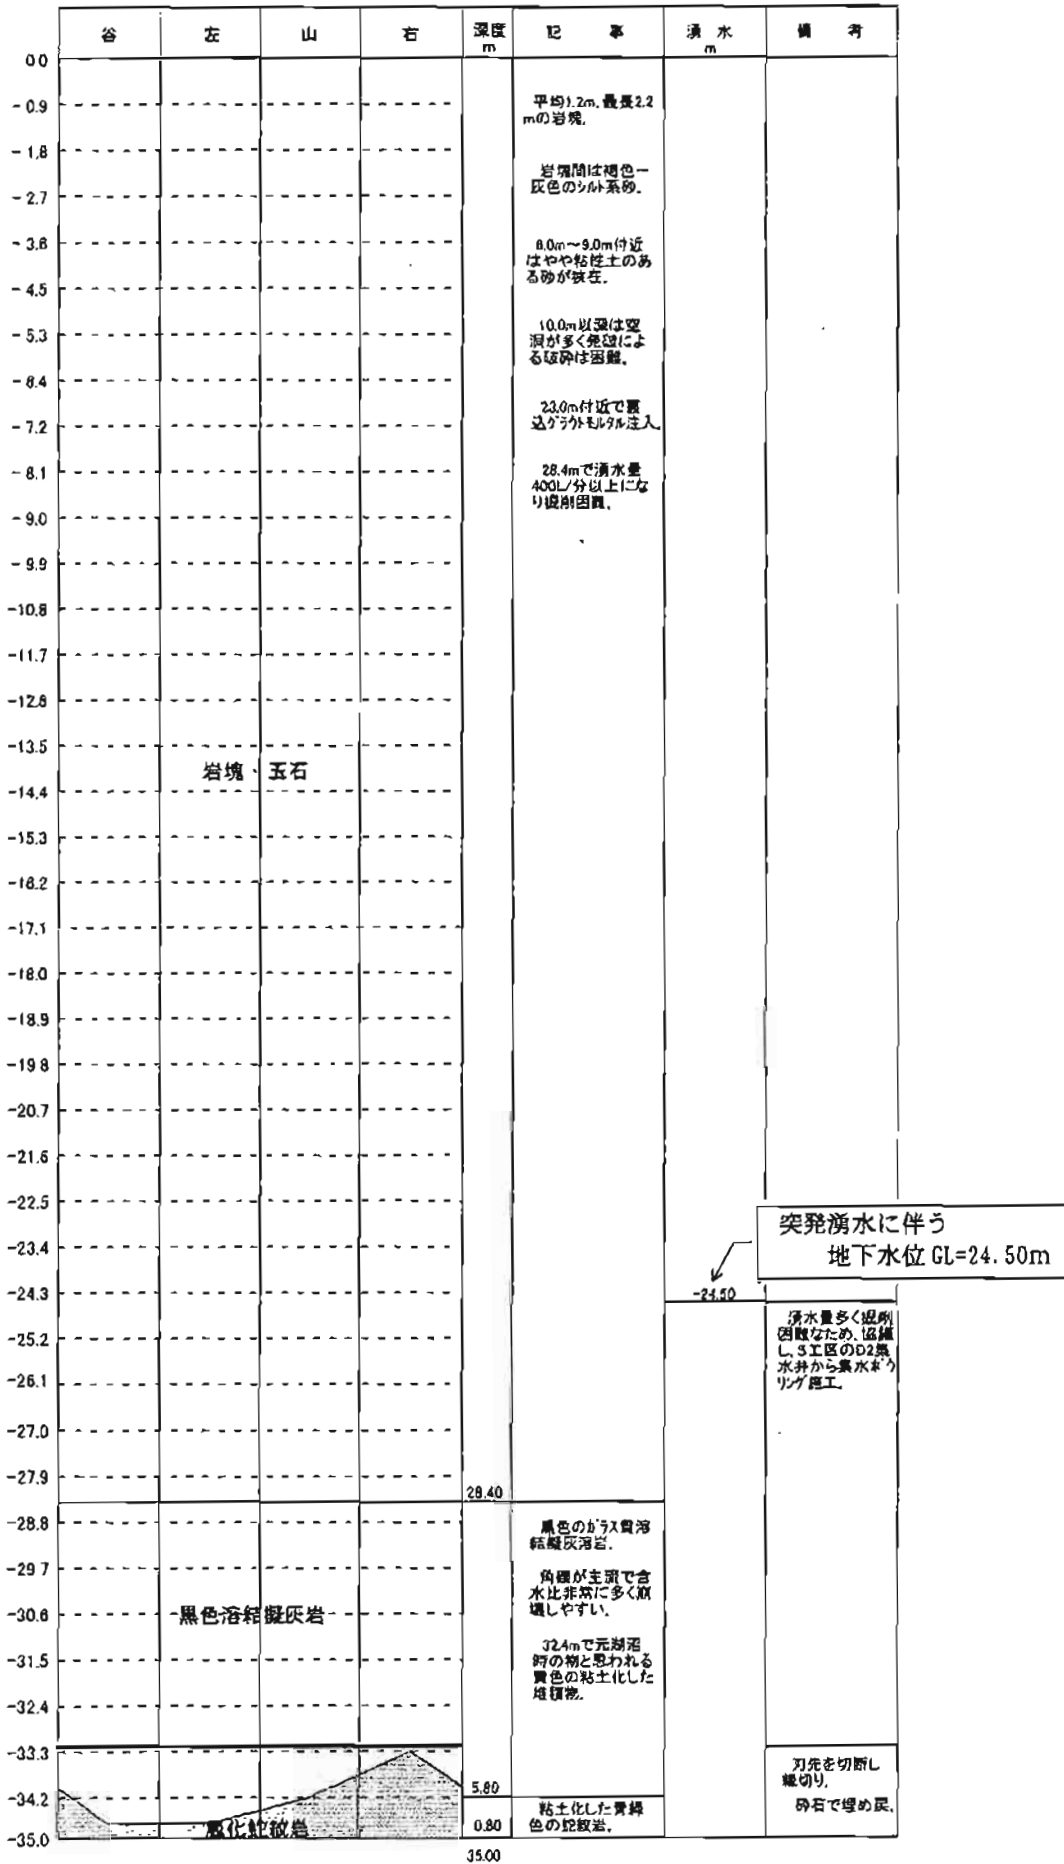 谷 左 山 右 深度 記 事 湧水 備 考
m m
0.0
-0.9
-1.8
-2.7
-3.6
-4.5
-5.3
-6.4
-7.2
-8.1
-9.0
-9.9
-10.8
-11.7
-12.6
-13.5
-14.4
-15.3
-16.2
-17.1
-18.0
-18.9
-19.8
-20.7
-21.6
-22.5
-23.4
-24.3
-25.2
-26.1
-27.0
-27.9
-28.8
-29.7
-30.6
-31.5
-32.4
-33.3
-34.2
-35.0
岩塊・玉石
黒色溶結凝灰岩
風化蛇紋岩
28.40
5.80
0.80
35.00
平均1.2m、最長2.2
mの岩塊。
岩塊間は褐色ー
灰色のシルト系砂。
8.0m〜9.0m付近
はやや粘性土のあ
る砂が挟在。
10.0m以深は空
洞が多く発破によ
る破砕は困難。
23.0m付近で裏
込グラウトモルタル注入。
28.4mで湧水量
400L/分以上にな
り掘削困難。
黒色のガラス質溶
結凝灰溶岩。
角礫が主流で含
水比非常に多く崩
壊しやすい。
32.4mで元湖沼
時の物と思われる
黄色の粘土化した
堆積物。
粘土化した青緑
色の蛇紋岩。
-24.50
突発湧水に伴う
地下水位 GL=24.50m
湧水量多く掘削
困難なため、協議
し、S工区のD2集
水井から集水ボウ
リング施工。
刃先を切断し
縁切り。
砕石で埋め戻。